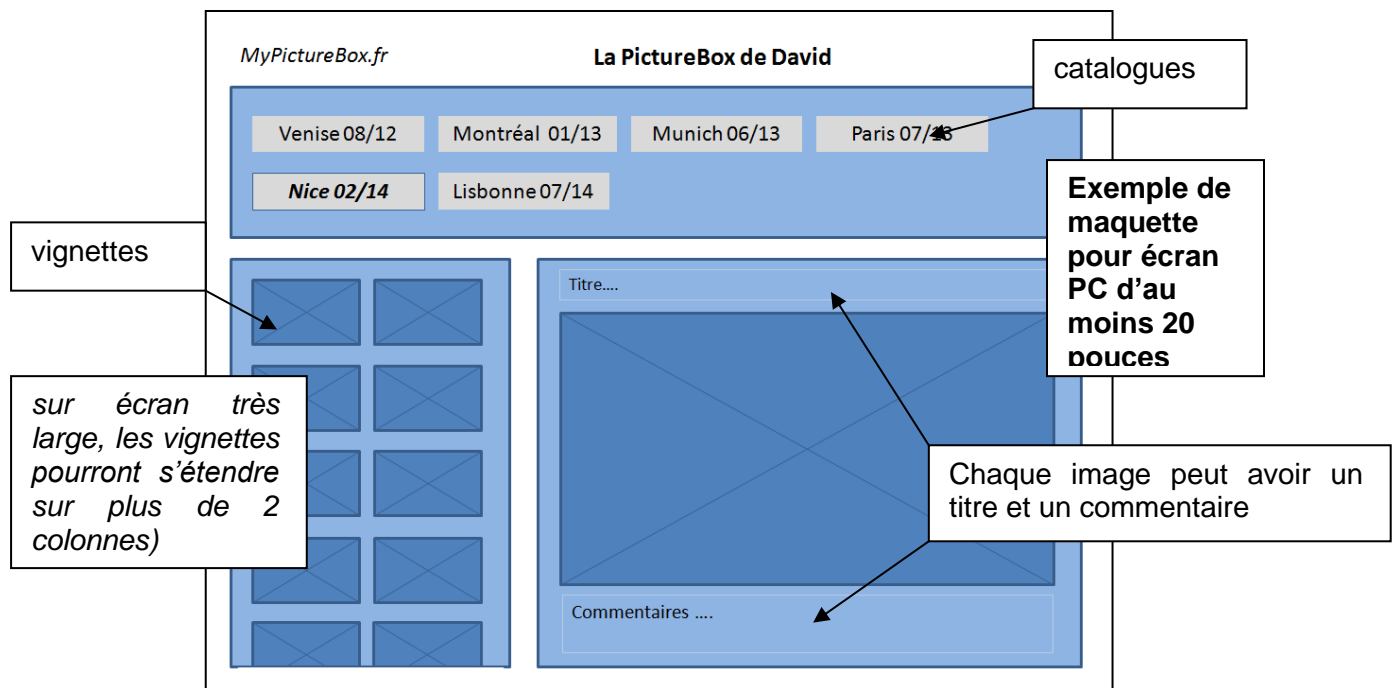 MyPictureBox.fr
La PictureBox de David
catalogues
Venise 08/12
Montréal 01/13
Munich 06/13
Paris 07/13
Nice 02/14
Lisbonne 07/14
Exemple de
maquette
pour écran
PC d’au
moins 20
pouces
vignettes
Titre....
sur écran très
large, les vignettes
pourront s’étendre
sur plus de 2
colonnes)
Chaque image peut avoir un
titre et un commentaire
Commentaires ....